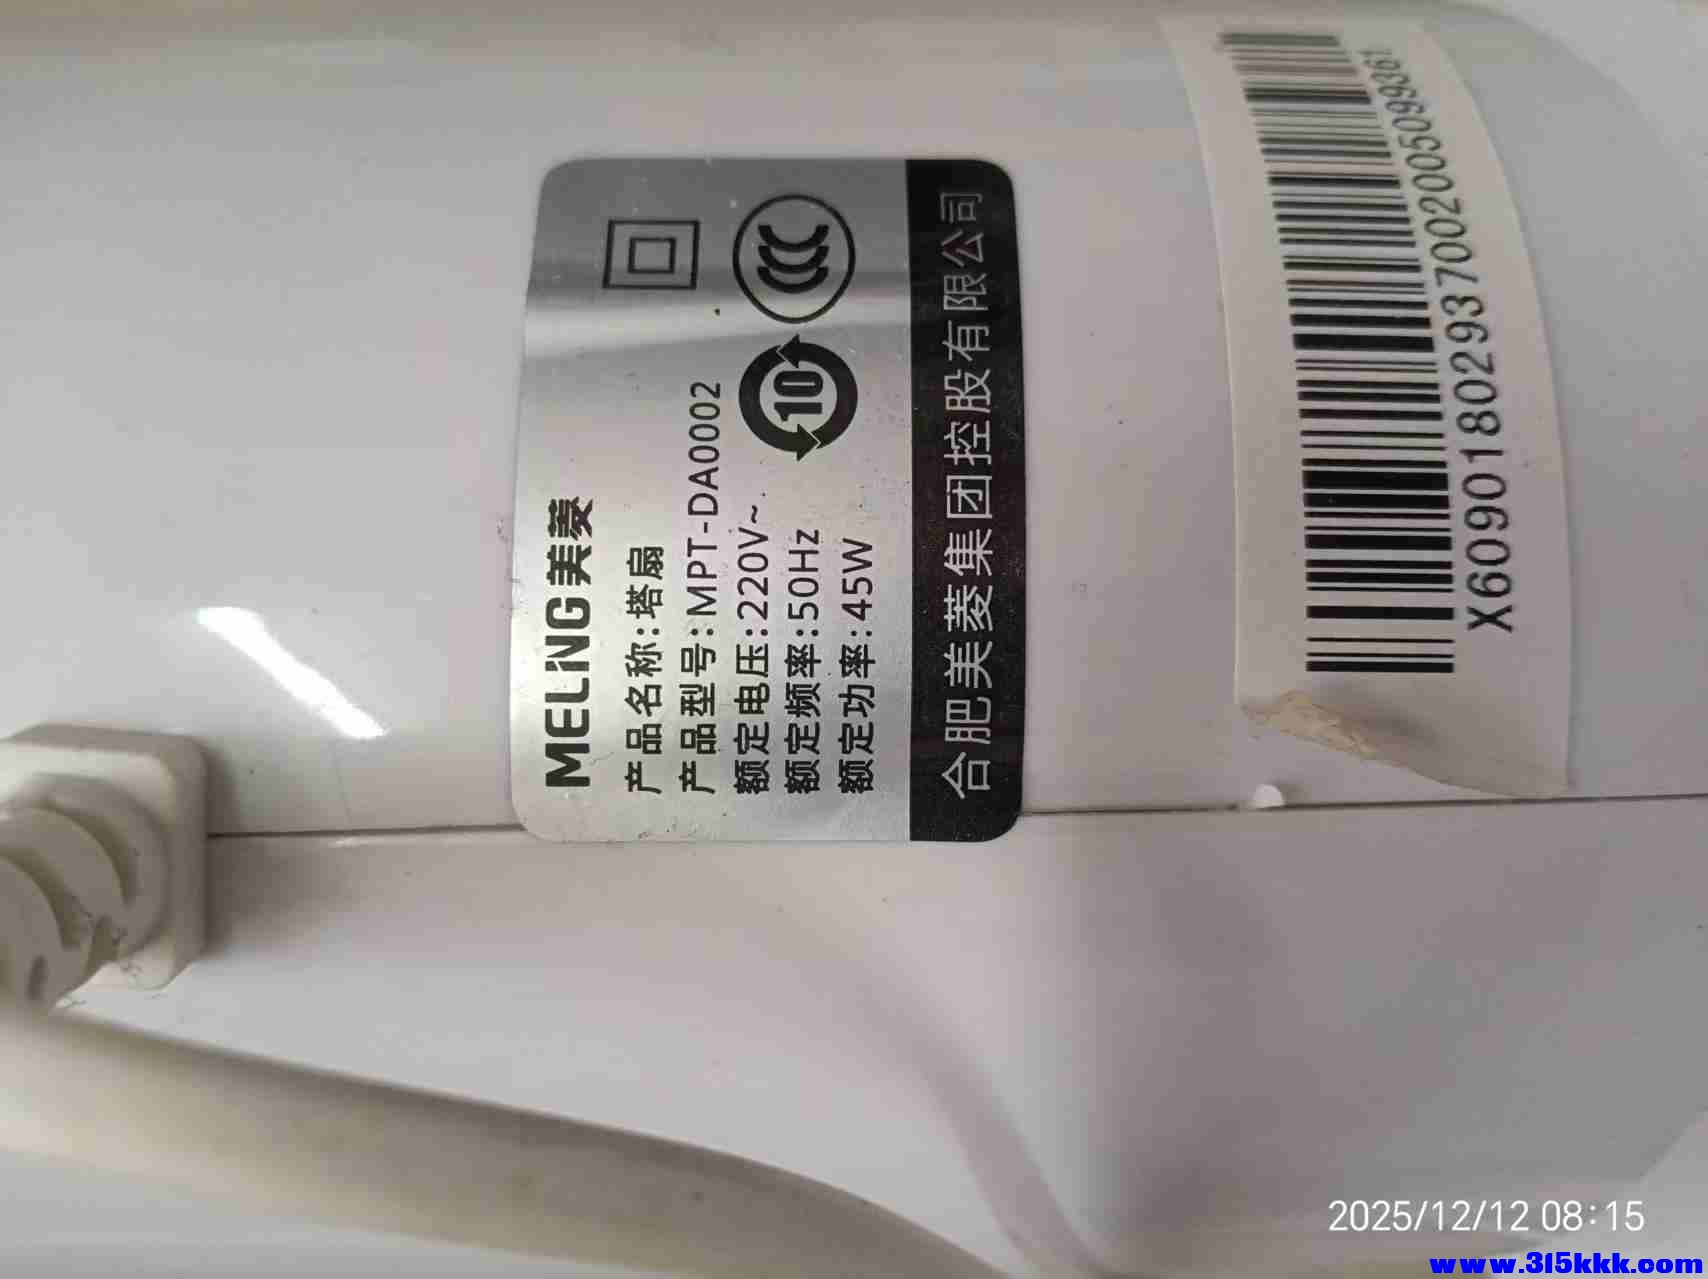 MELING美菱
产品名称:塔扇
产品型号:MPT-DA0002
额定电压:220V~
额定频率:50Hz
额定功率:45W
10
合肥美菱集团控股有限公司
X6090180293700200509936​1
2025/12/12 08:15
www.315kkk.com